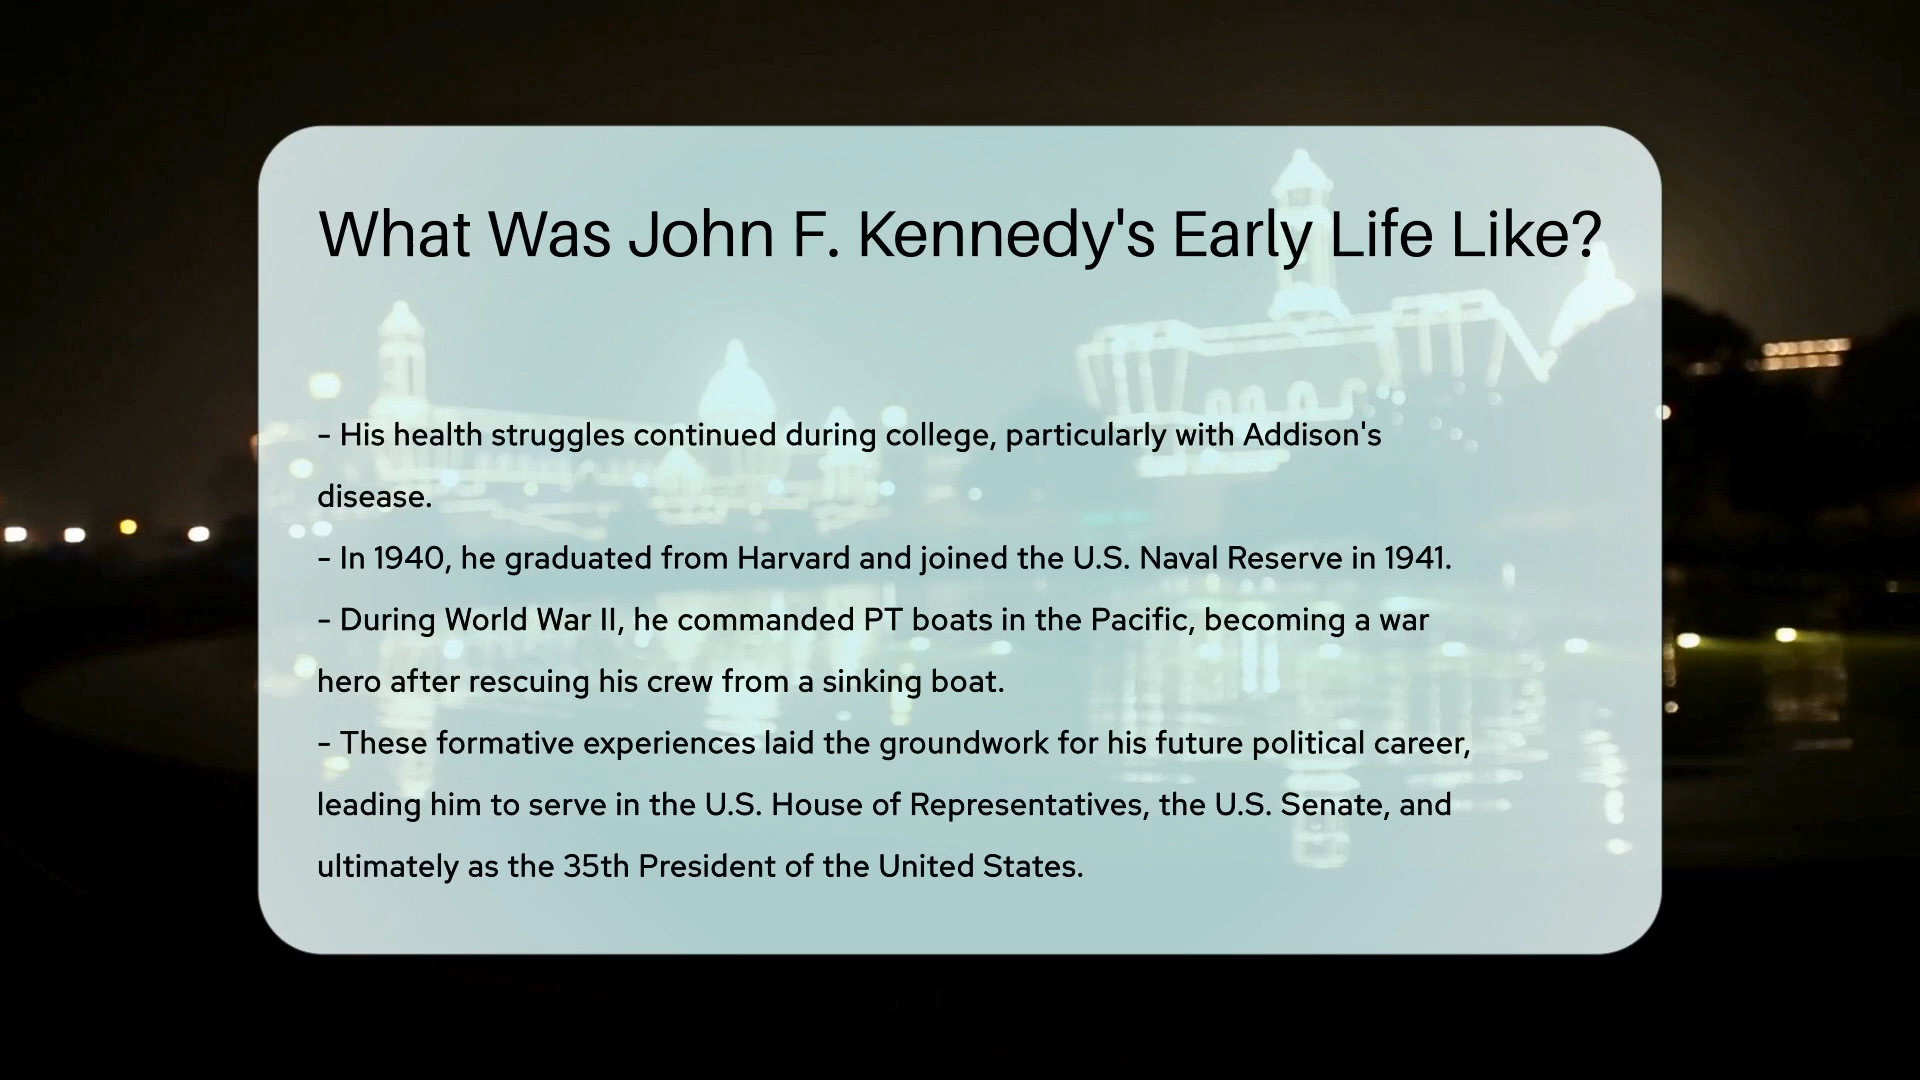 What Was John F. Kennedy's Early Life Like?
- His health struggles continued during college, particularly with Addison's
disease.
- In 1940, he graduated from Harvard and joined the U.S. Naval Reserve in 1941.
- During World War II, he commanded PT boats in the Pacific, becoming a war
hero after rescuing his crew from a sinking boat.
- These formative experiences laid the groundwork for his future political career,
leading him to serve in the U.S. House of Representatives, the U.S. Senate, and
ultimately as the 35th President of the United States.